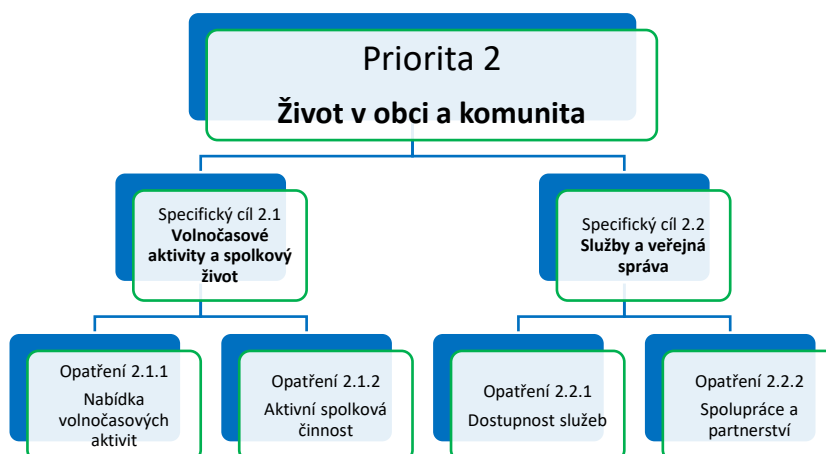 Priorita 2
Život v obci a komunita
Specifický cíl 2.1
Volnočasové
aktivity a spolkový
život
Specifický cíl 2.2
Služby a veřejná
správa
Opatření 2.1.1
Nabídka
volnočasových
aktivit
Opatření 2.1.2
Aktivní spolková
činnost
Opatření 2.2.1
Dostupnost služeb
Opatření 2.2.2
Spolupráce a
partnerství